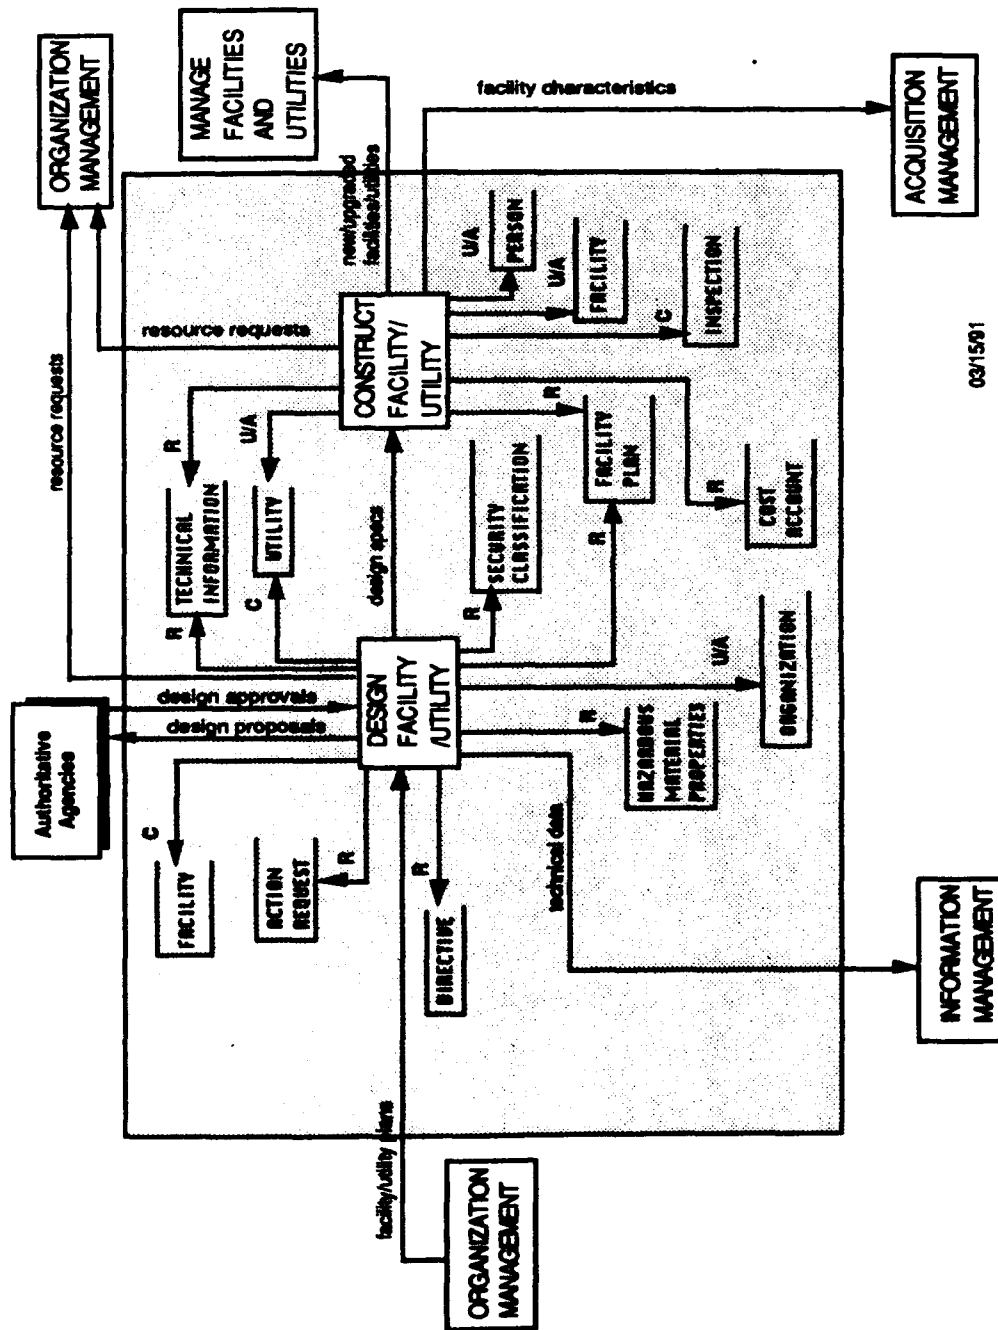 ORGANIZATION
MANAGEMENT
MANAGE
FACILITIES
AND
UTILITIES
Authoritative
Agencies
resource requests
resource requests
new/upgraded
facilities/utilities
facility characteristics
design approvals
design proposals
C
FACILITY
R
TECHNICAL
INFORMATION
R
C
UTILITY
U/A
ACTION
REQUEST
R
facility/utility plans
ORGANIZATION
MANAGEMENT
DESIGN
FACILITY
/UTILITY
design specs
CONSTRUCT
FACILITY/
UTILITY
R
DIRECTIVE
R
SECURITY
CLASSIFICATION
U/A
PERSON
U/A
FACILITY
R
FACILITY
PLAN
R
C
INSPECTION
technical data
R
HAZARDOUS
MATERIAL
PROPERTIES
U/A
ORGANIZATION
R
COST
ACCOUNT
INFORMATION
MANAGEMENT
ACQUISITION
MANAGEMENT
03/15/91